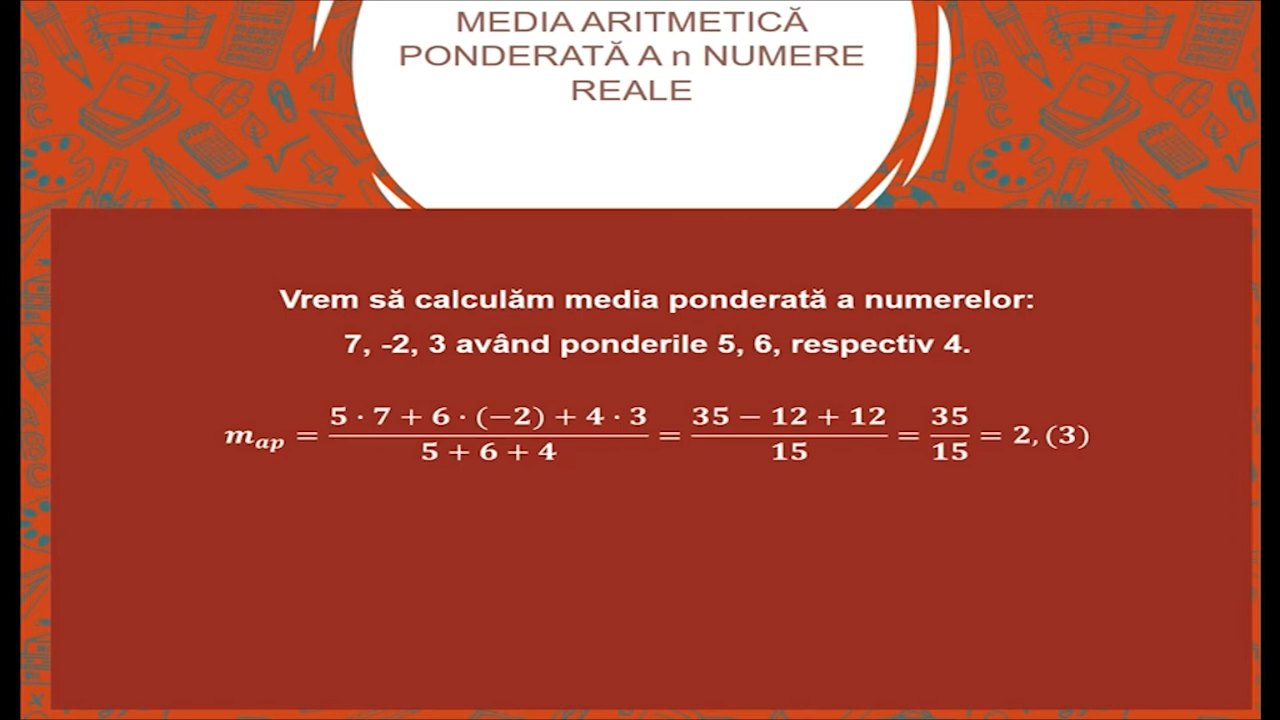 MEDIA ARITMETICĂ
PONDERATĂ A n NUMERE
REALE
Vrem să calculăm media ponderată a numerelor:
7, -2, 3 având ponderile 5, 6, respectiv 4.
m_ap = (5 · 7 + 6 · (−2) + 4 · 3)/(5 + 6 + 4) = (35 − 12 + 12)/15 = 35/15 = 2, (3)